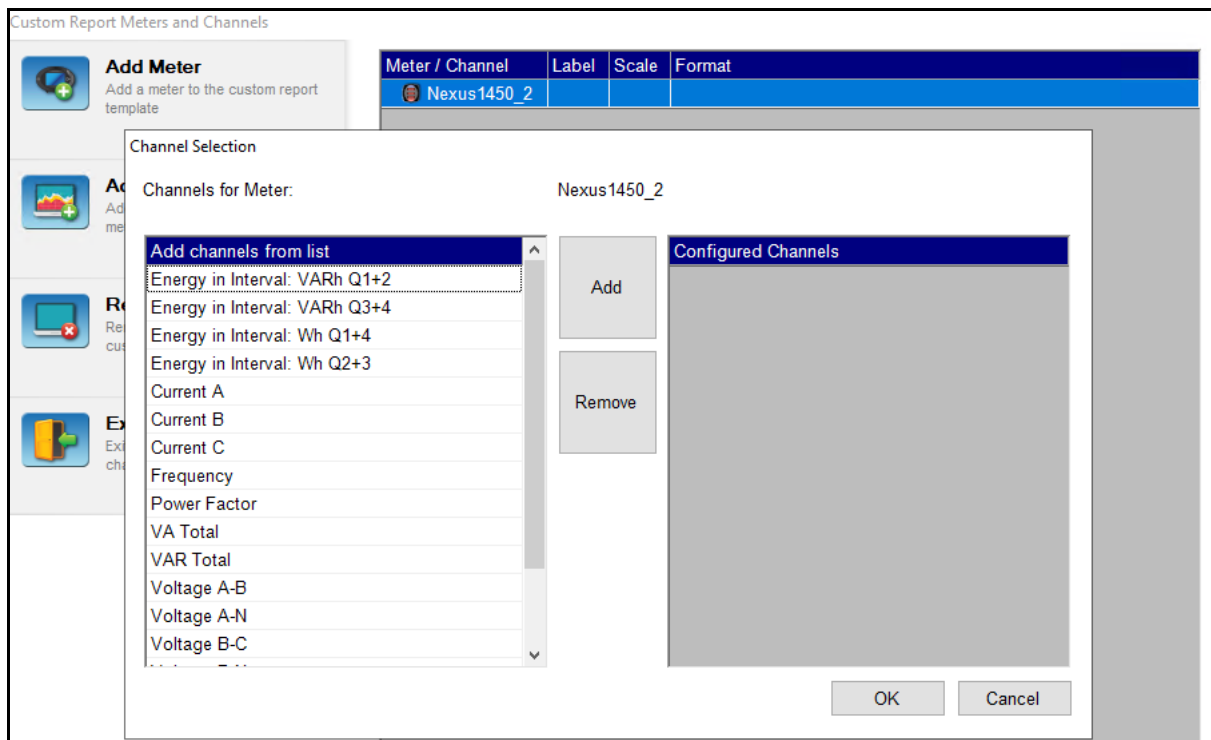 Custom Report Meters and Channels
Add Meter
Add a meter to the custom report
template
Meter / Channel Label Scale Format
Nexus1450_2
Channel Selection
Channels for Meter: Nexus1450_2
Add channels from list
Energy in Interval: VARh Q1+2
Energy in Interval: VARh Q3+4
Energy in Interval: Wh Q1+4
Energy in Interval: Wh Q2+3
Current A
Current B
Current C
Frequency
Power Factor
VA Total
VAR Total
Voltage A-B
Voltage A-N
Voltage B-C
Add
Remove
Configured Channels
OK Cancel